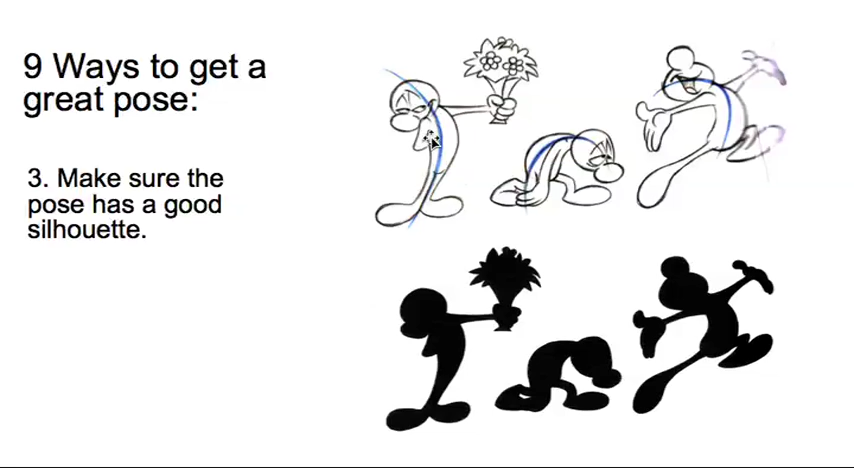 9 Ways to get a
great pose:
3. Make sure the
pose has a good
silhouette.